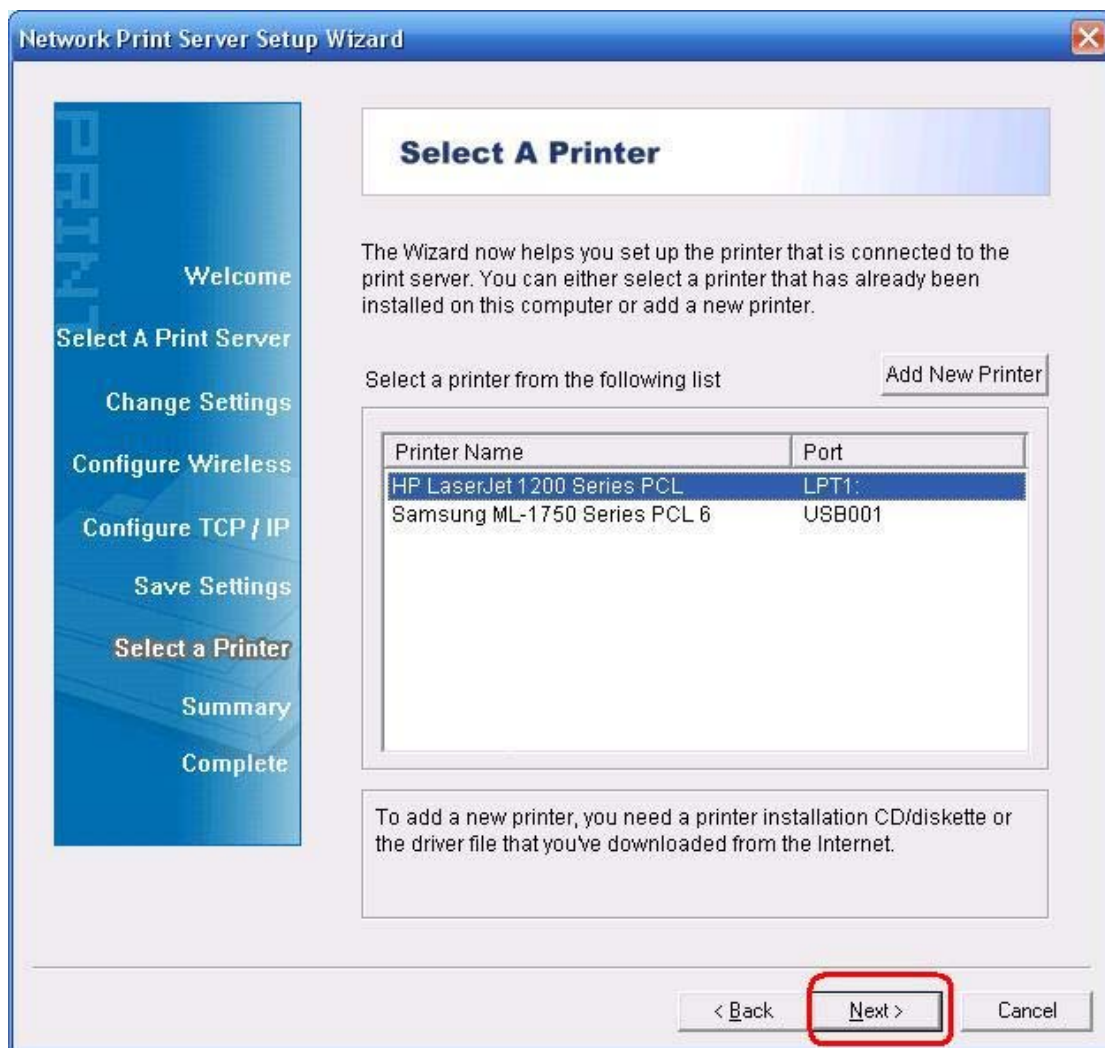 Network Print Server Setup Wizard
PRINT
Welcome
Select A Print Server
Change Settings
Configure Wireless
Configure TCP / IP
Save Settings
Select a Printer
Summary
Complete
Select A Printer
The Wizard now helps you set up the printer that is connected to the
print server. You can either select a printer that has already been
installed on this computer or add a new printer.
Select a printer from the following list
Add New Printer
Printer Name Port
HP LaserJet 1200 Series PCL LPT1:
Samsung ML-1750 Series PCL 6 USB001
To add a new printer, you need a printer installation CD/diskette or
the driver file that you've downloaded from the Internet.
< Back Next > Cancel